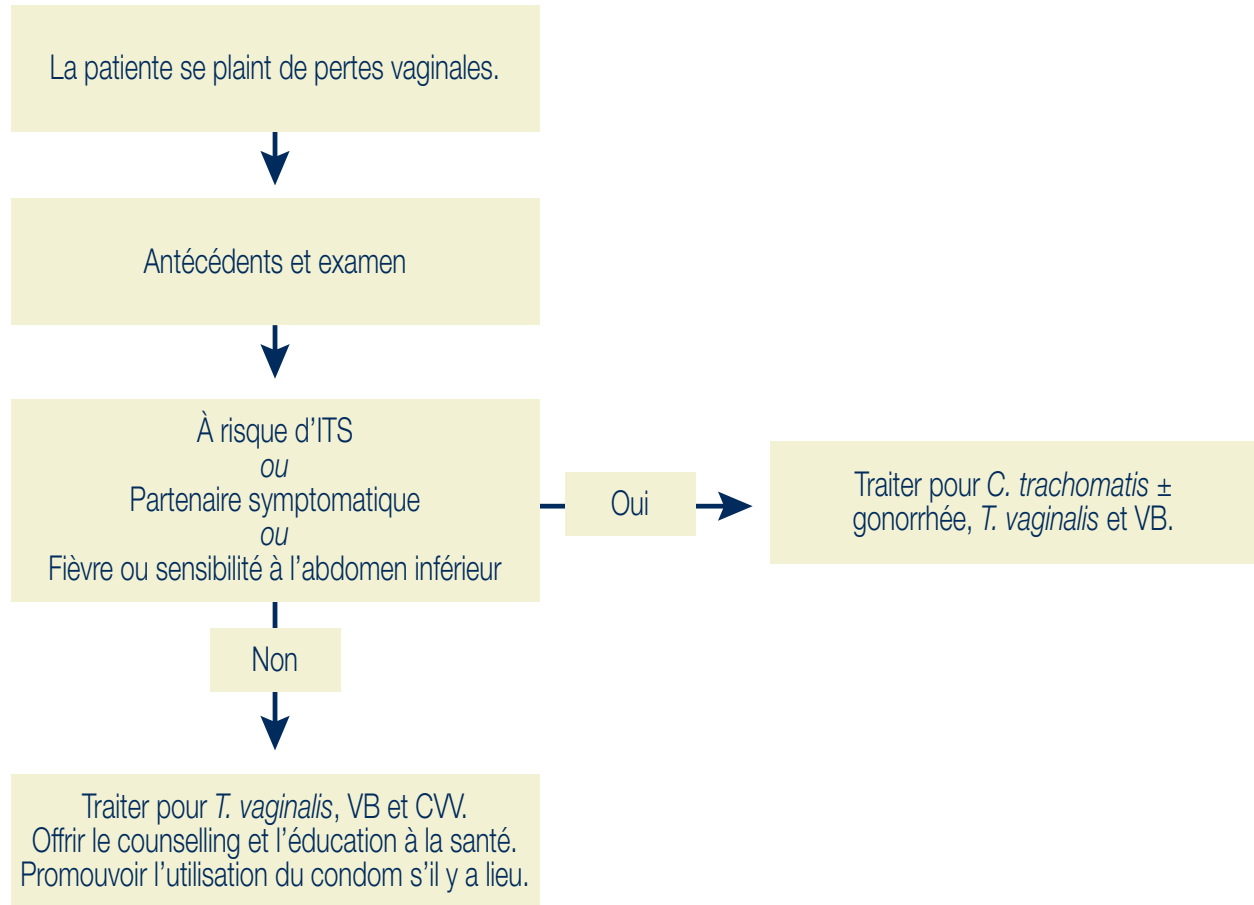 La patiente se plaint de pertes vaginales.
Antécédents et examen
À risque d'ITS
ou
Partenaire symptomatique
ou
Fièvre ou sensibilité à l'abdomen inférieur
Oui
Traiter pour C. trachomatis ±
gonorrhée, T. vaginalis et VB.
Non
Traiter pour T. vaginalis, VB et CVV.
Offrir le counselling et l'éducation à la santé.
Promouvoir l'utilisation du condom s'il y a lieu.